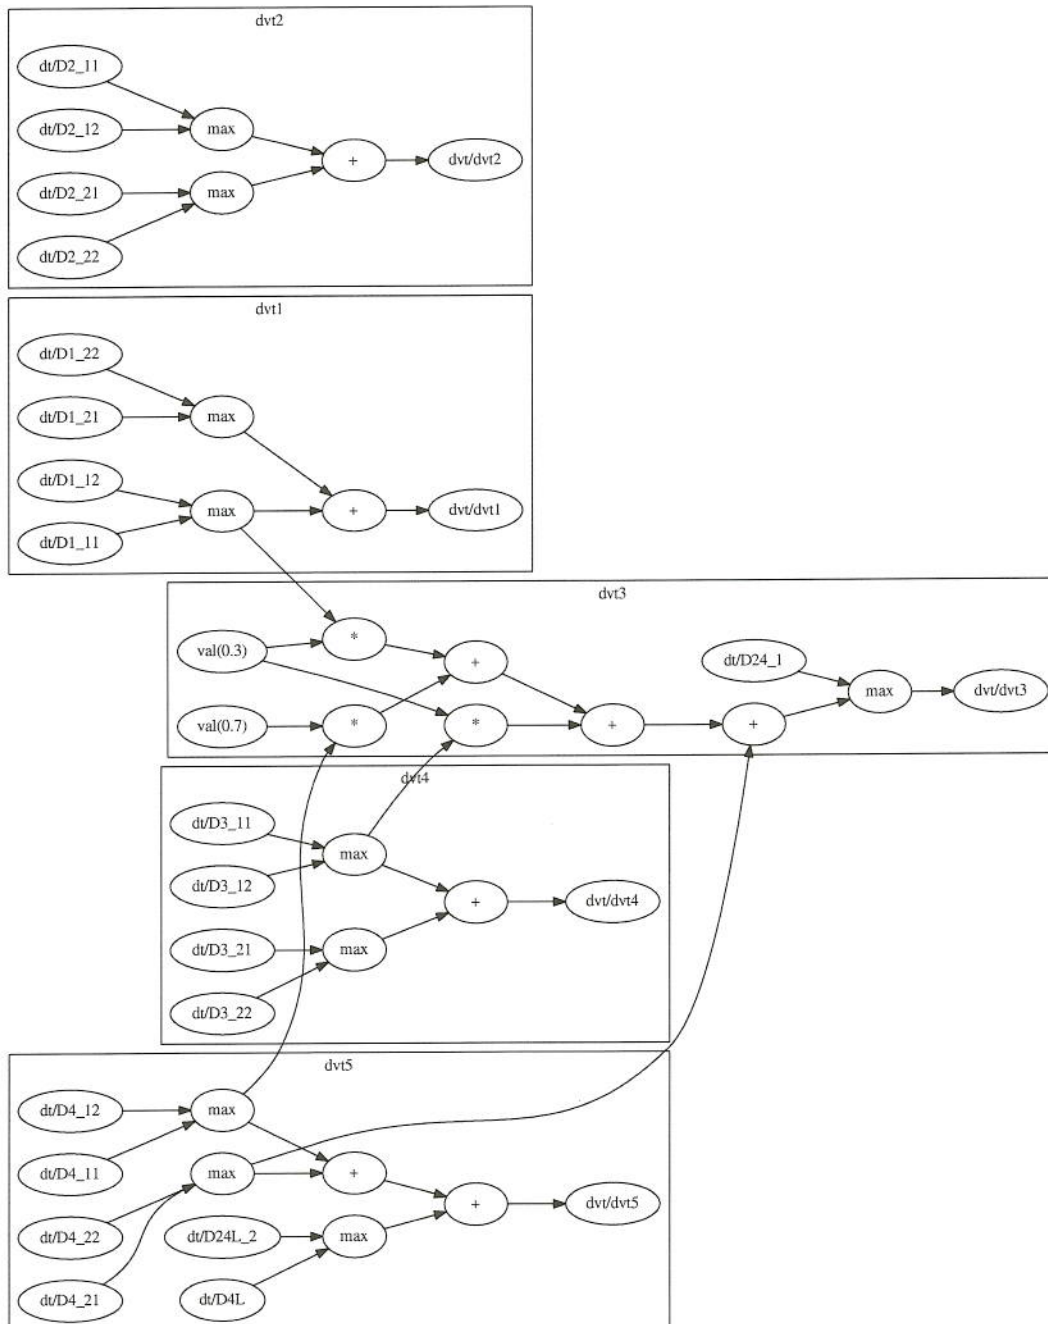 dvt2
dt/D2_11
dt/D2_12
max
+
dvt/dvt2
dt/D2_21
max
dt/D2_22
dvt1
dt/D1_22
dt/D1_21
max
dt/D1_12
max
+
dvt/dvt1
dt/D1_11
dvt3
val(0.3)
*
+
dt/D24_1
max
dvt/dvt3
val(0.7)
*
*
+
+
dvt4
dt/D3_11
max
dt/D3_12
+
dvt/dvt4
dt/D3_21
max
dt/D3_22
dvt5
dt/D4_12
max
dt/D4_11
max
+
+
dvt/dvt5
dt/D4_22
dt/D24L_2
max
dt/D4_21
dt/D4L